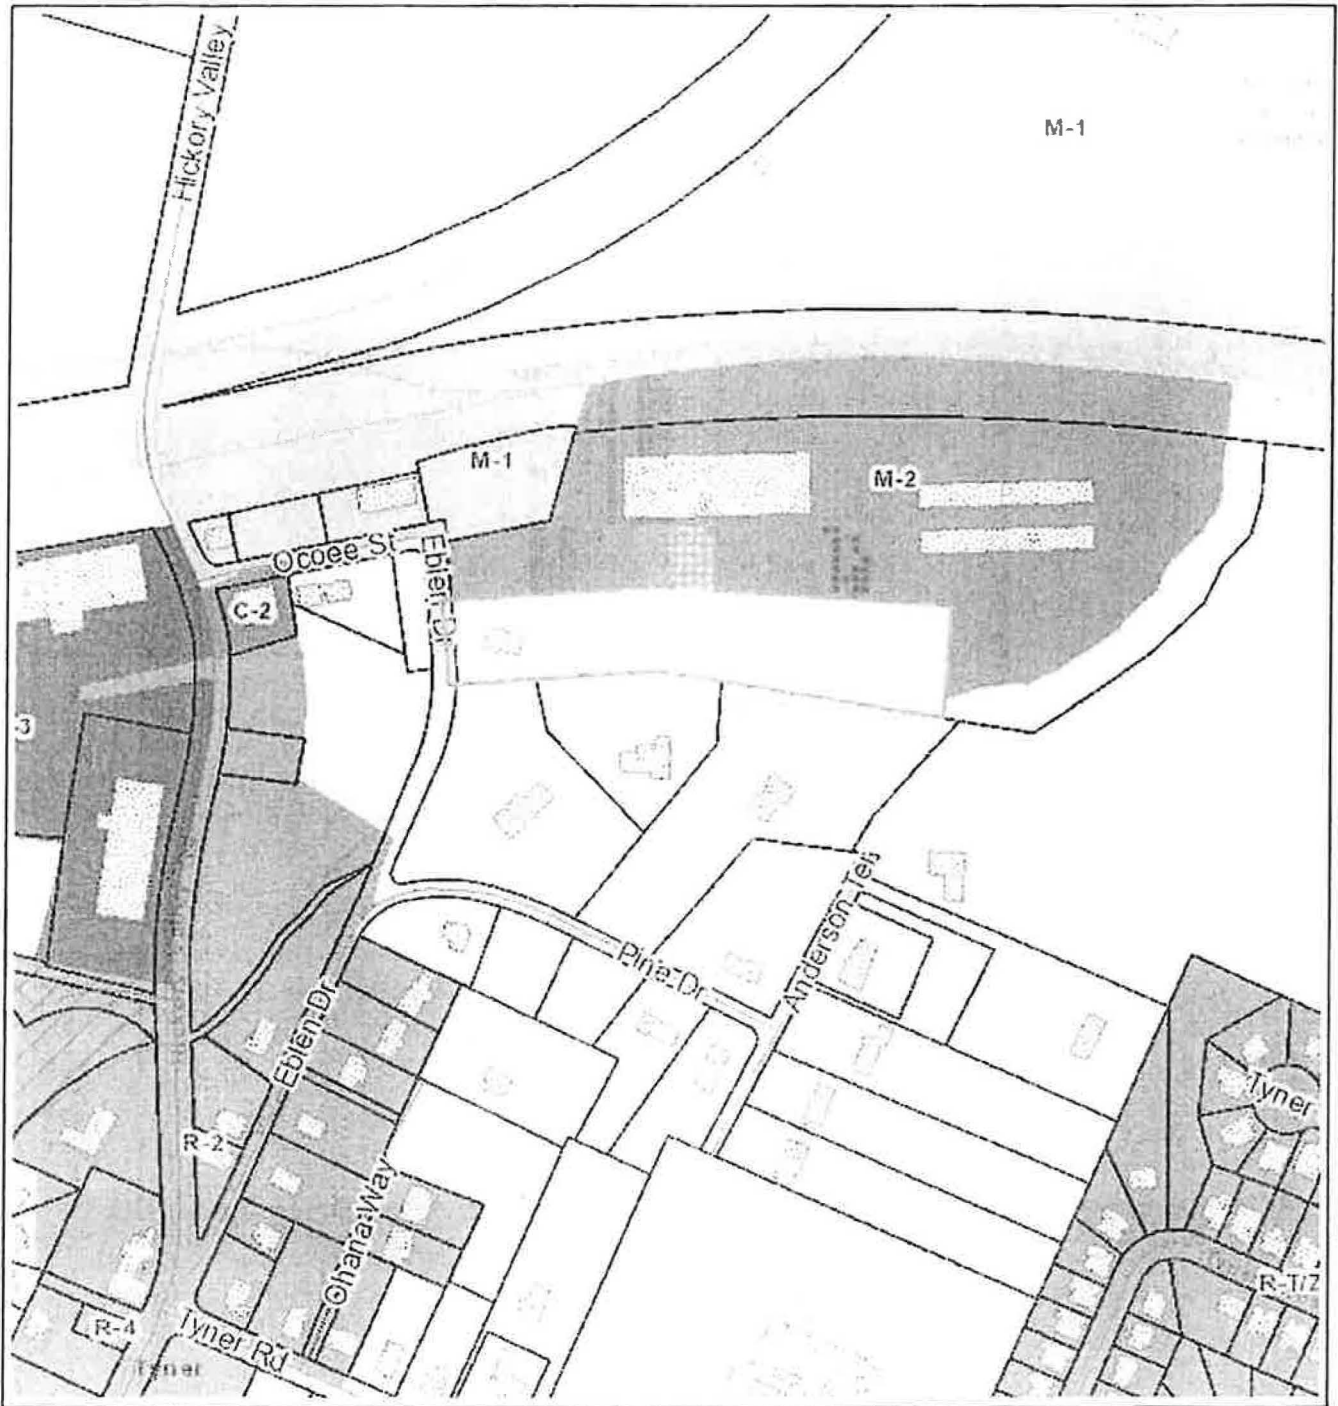 Hickory Valley
M-1
M-1
M-2
Ocoee St
Eblen Dr
C-2
-3
Anderson Ter
Pine Dr
Eblen Dr
Tyner
R-2
Ohana Way
R-T/Z
R-4
Tyner Rd
Tyner